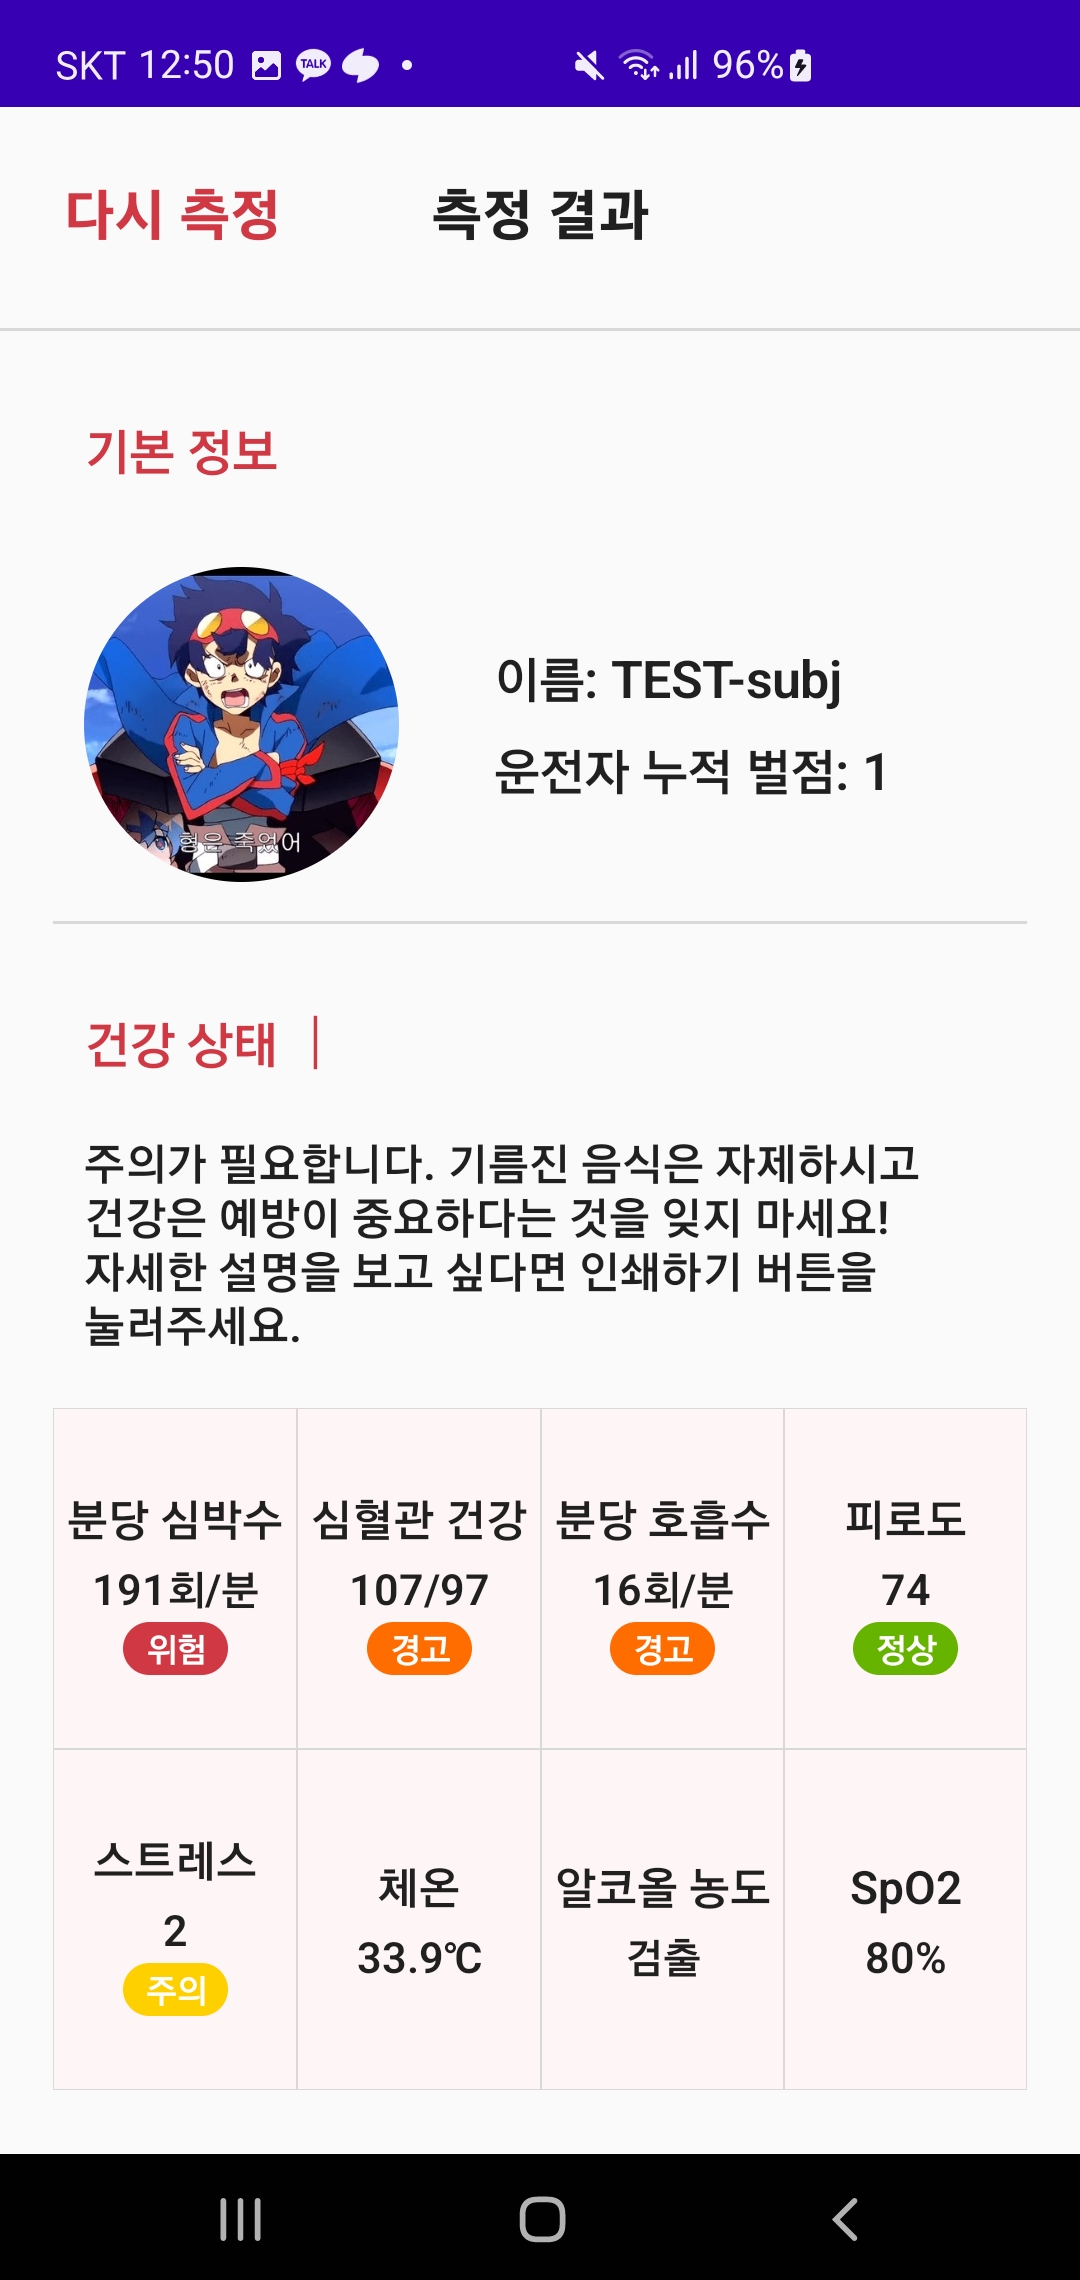 SKT 12:50 TALK 96%
다시 측정 측정 결과
기본 정보
이름: TEST-subj
운전자 누적 벌점: 1
형은 죽었어
건강 상태
주의가 필요합니다. 기름진 음식은 자제하시고
건강은 예방이 중요하다는 것을 잊지 마세요!
자세한 설명을 보고 싶다면 인쇄하기 버튼을
눌러주세요.
분당 심박수 심혈관 건강 분당 호흡수 피로도
191회/분 107/97 16회/분 74
위험 경고 경고 정상
스트레스 체온 알코올 농도 SpO2
2 33.9℃ 검출 80%
주의